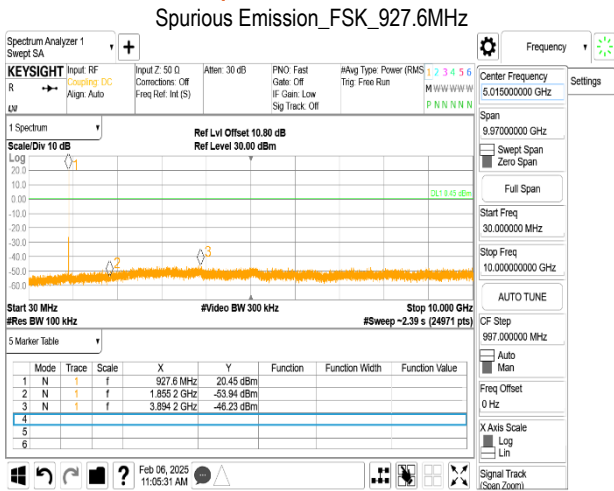 Spurious Emission_FSK_927.6MHz
Spectrum Analyzer 1
Swept SA
Frequency
Settings
KEYSIGHT
R
Input: RF
Coupling: DC
Align: Auto
Input Z: 50 Ω
Corrections: Off
Freq Ref: Int (S)
Atten: 30 dB
PNO: Fast
Gate: Off
IF Gain: Low
Sig Track: Off
#Avg Type: Power (RMS
Trig: Free Run
1 2 3 4 5 6
M W W W W W
P N N N N N
1 Spectrum
Scale/Div 10 dB
Ref Lvl Offset 10.80 dB
Ref Level 30.00 dBm
Log
20.0
10.0
0.00
-10.0
-20.0
-30.0
-40.0
-50.0
-60.0
1
2
3
DL1 0.45 dBm
Start 30 MHz
#Res BW 100 kHz
#Video BW 300 kHz
Stop 10.000 GHz
#Sweep ~2.39 s (24971 pts)
5 Marker Table
Mode Trace Scale X Y Function Function Width Function Value
1 N 1 f 927.6 MHz 20.45 dBm
2 N 1 f 1.855 2 GHz -53.94 dBm
3 N 1 f 3.894 2 GHz -46.23 dBm
4
5
6
Feb 06, 2025
11:05:31 AM
Center Frequency
5.015000000 GHz
Span
9.97000000 GHz
Swept Span
Zero Span
Full Span
Start Freq
30.000000 MHz
Stop Freq
10.000000000 GHz
AUTO TUNE
CF Step
997.000000 MHz
Auto
Man
Freq Offset
0 Hz
X Axis Scale
Log
Lin
Signal Track
(Span Zoom)